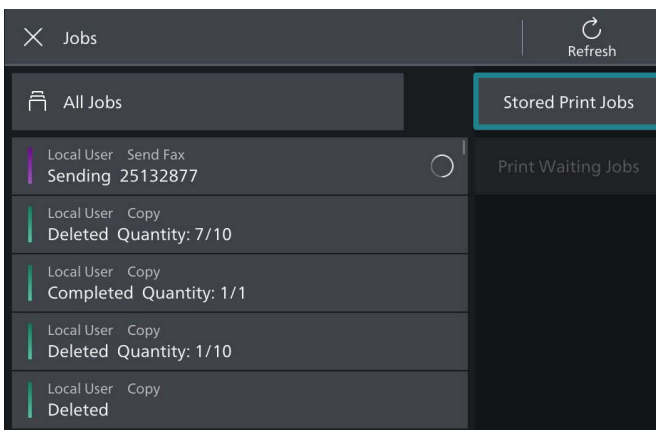 Jobs
Refresh
All Jobs
Stored Print Jobs
Local User Send Fax
Sending 25132877
Print Waiting Jobs
Local User Copy
Deleted Quantity: 7/10
Local User Copy
Completed Quantity: 1/1
Local User Copy
Deleted Quantity: 1/10
Local User Copy
Deleted